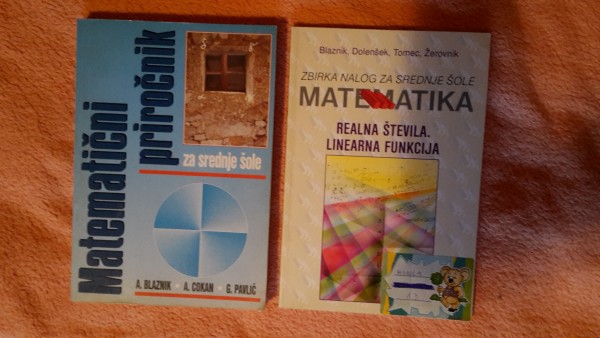 Matematični
priročnik
za srednje šole
A. BLAZNIK • A. COKAN • G. PAVLIČ
Blaznik, Dolenšek, Tomec, Žerovnik
ZBIRKA NALOG ZA SREDNJE ŠOLE
MATEMATIKA
REALNA ŠTEVILA.
LINEARNA FUNKCIJA